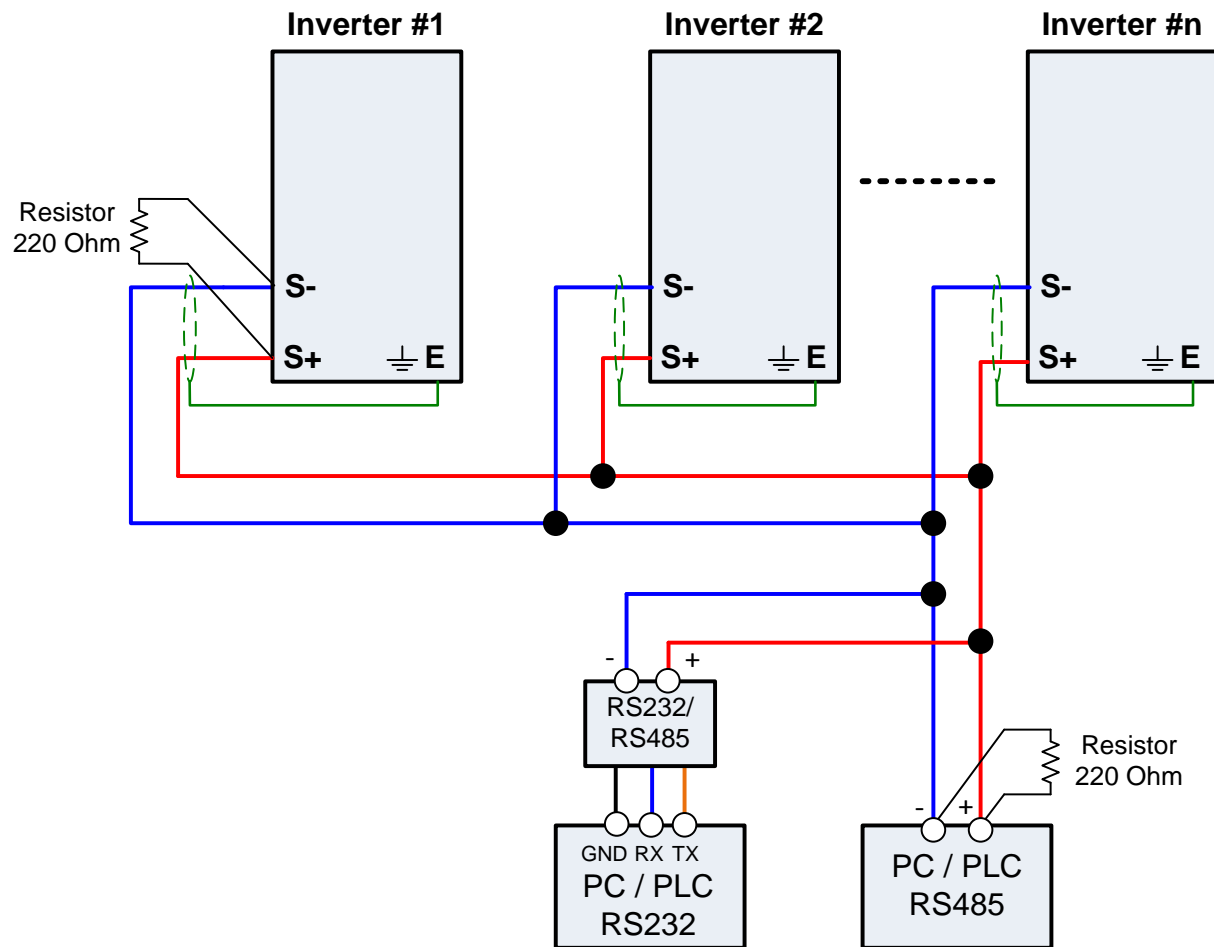 Inverter #1
Inverter #2
Inverter #n
Resistor
220 Ohm
S-
S+
E
S-
S+
E
S-
S+
E
- +
RS232/
RS485
GND RX TX
PC / PLC
RS232
Resistor
220 Ohm
- +
PC / PLC
RS485